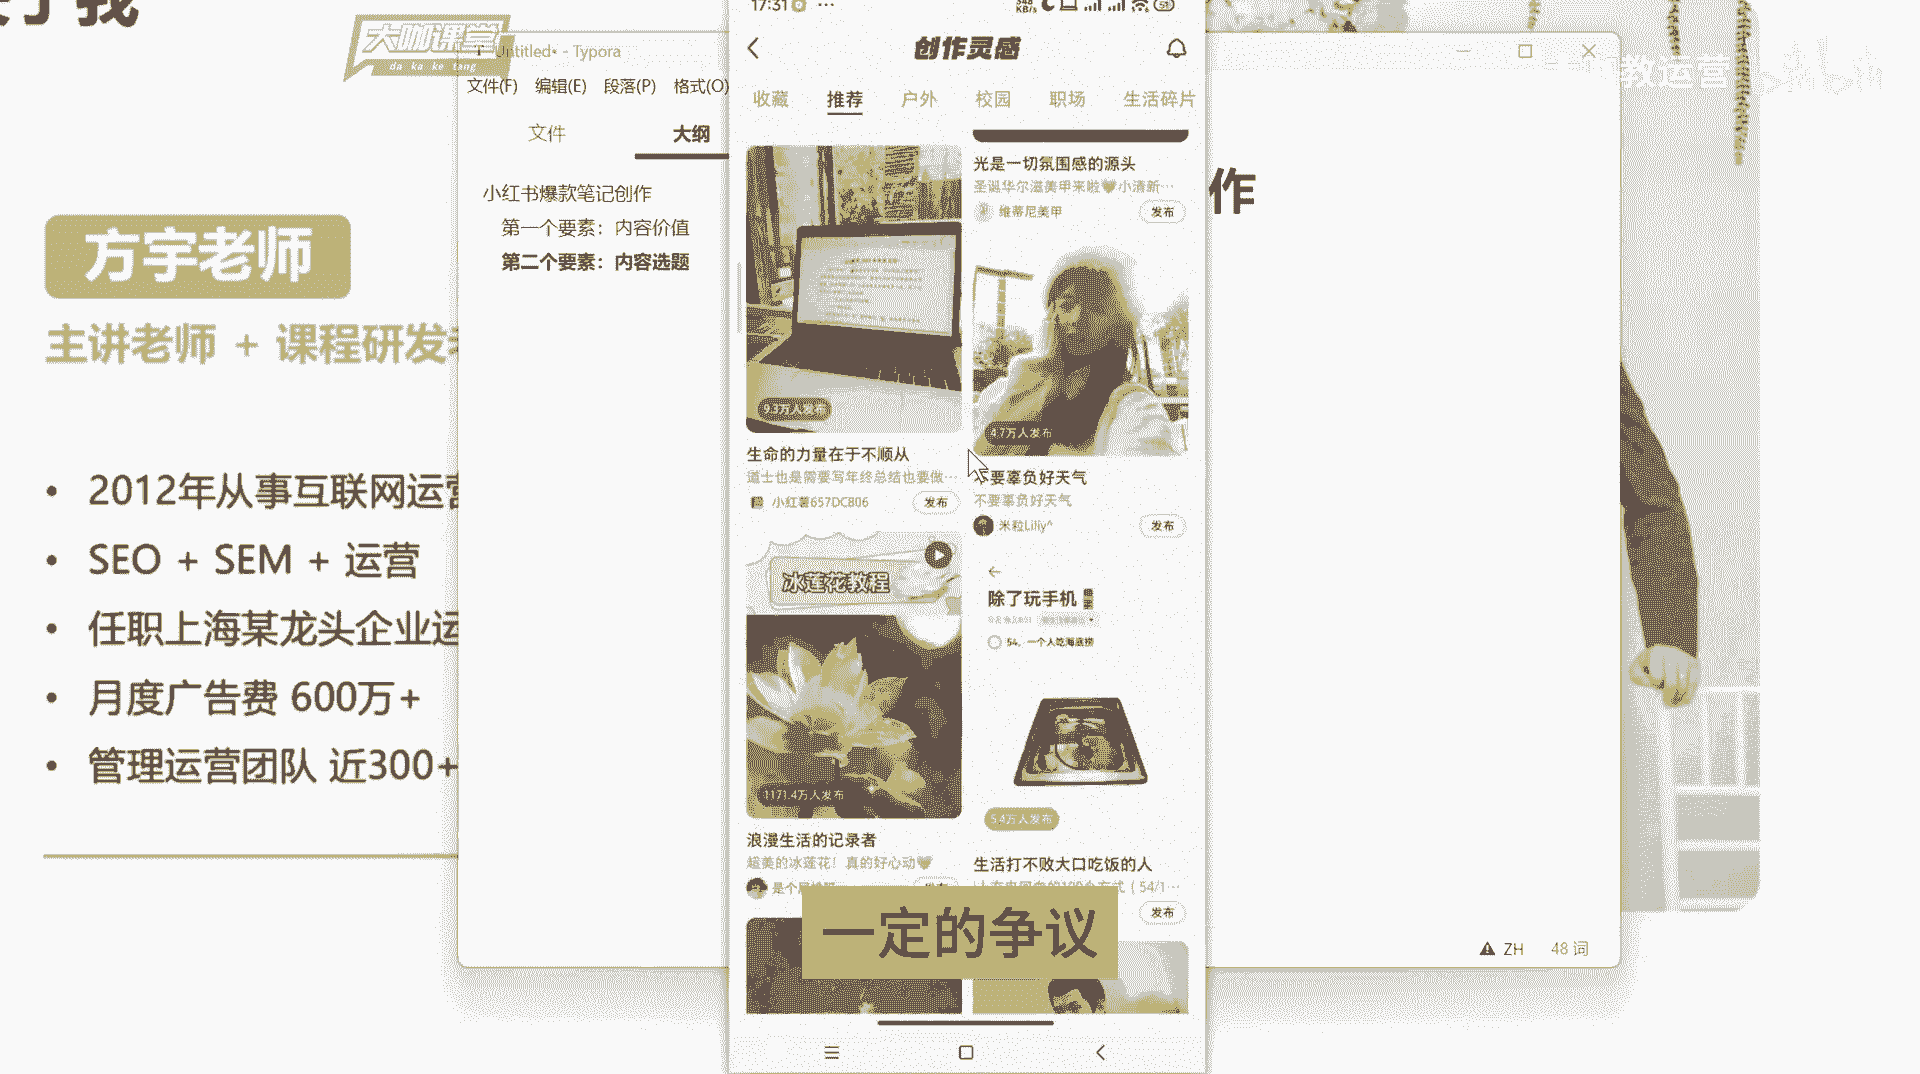 大咖课堂
da ka ke tang
方宇老师
主讲老师 + 课程研发
• 2012年从事互联网运营
• SEO + SEM + 运营
• 任职上海某龙头企业运
• 月度广告费 600万+
• 管理运营团队 近300+
Untitled• - Typora
文件(F) 编辑(E) 段落(P) 格式(O)
文件 大纲
小红书爆款笔记创作
第一个要素：内容价值
第二个要素：内容选题
作
ZH 48 词
教运营
bilibili
17:31
创作灵感
收藏 推荐 户外 校园 职场 生活碎片
9.3万人发布
生命的力量在于不顺从
道士也是需要写年终总结也要做…
小红薯657DC806 发布
冰莲花教程
1171.4万人发布
浪漫生活的记录者
超美的冰莲花！真的好心动
光是一切氛围感的源头
圣诞华尔滋美甲来啦 小清新…
维蒂尼美甲 发布
4.7万人发布
不要辜负好天气
不要辜负好天气
米粒Liliy^ 发布
除了玩手机
54、一个人吃海底捞
5.4万人发布
生活打不败大口吃饭的人
发布
一定的争议